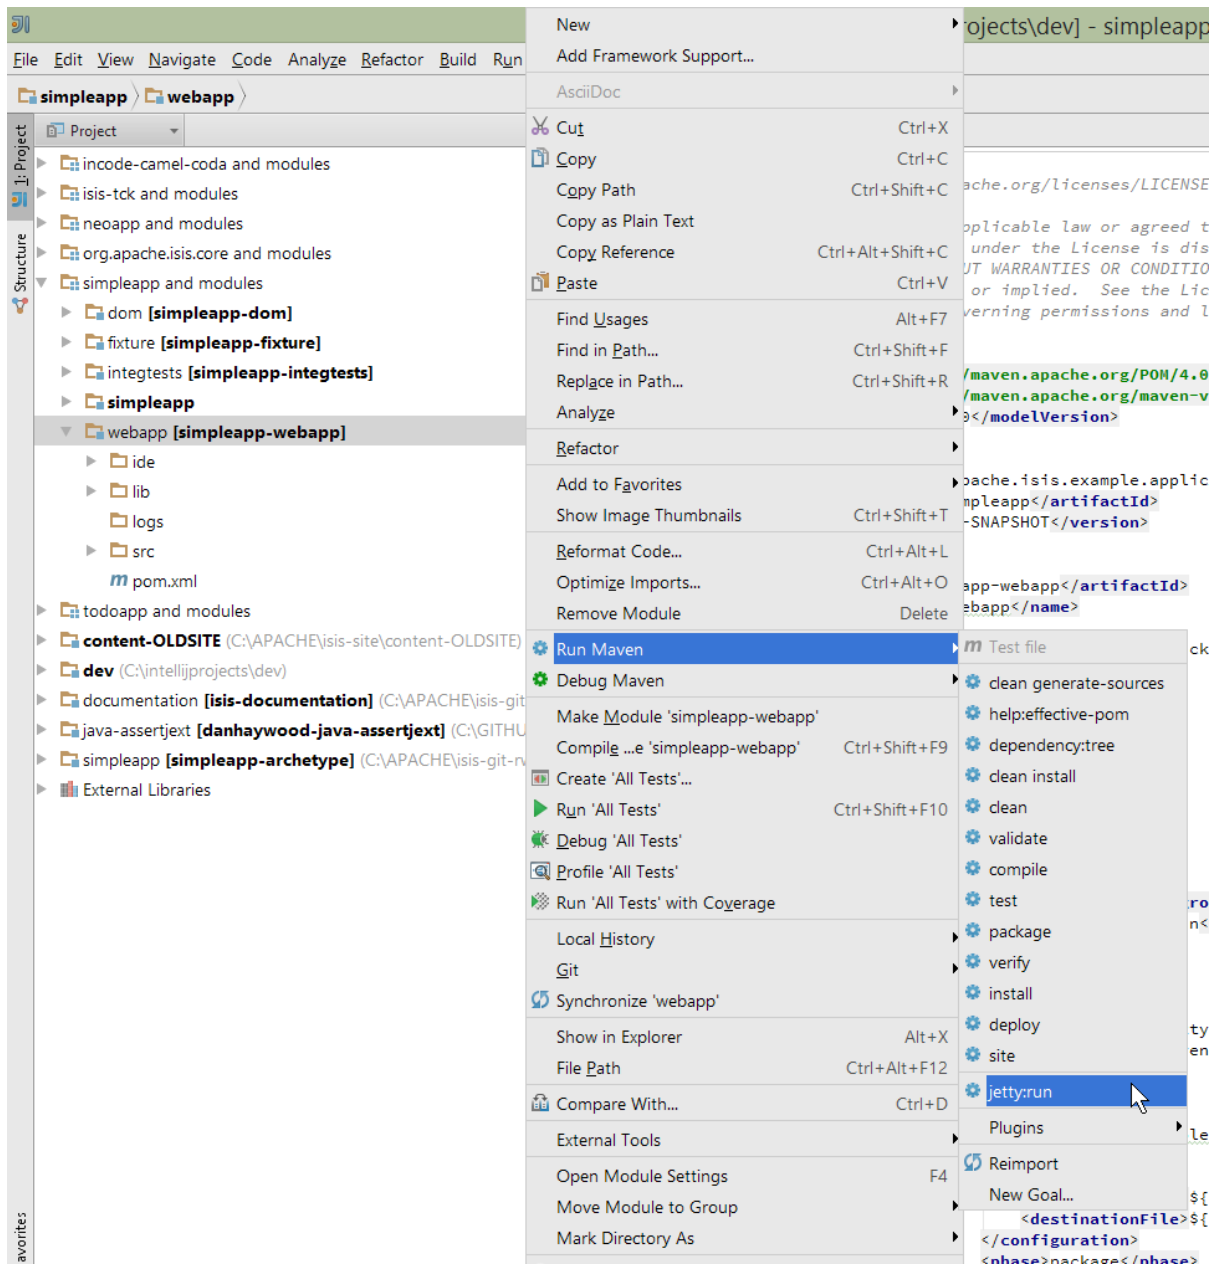 ojects\dev] - simpleapp
File Edit View Navigate Code Analyze Refactor Build Run
simpleapp webapp
1: Project
Structure
avorites
Project
incode-camel-coda and modules
isis-tck and modules
neoapp and modules
org.apache.isis.core and modules
simpleapp and modules
dom [simpleapp-dom]
fixture [simpleapp-fixture]
integtests [simpleapp-integtests]
simpleapp
webapp [simpleapp-webapp]
ide
lib
logs
src
pom.xml
todoapp and modules
content-OLDSITE (C:\APACHE\isis-site\content-OLDSITE)
dev (C:\intellijprojects\dev)
documentation [isis-documentation] (C:\APACHE\isis-git
java-assertjext [danhaywood-java-assertjext] (C:\GITHU
simpleapp [simpleapp-archetype] (C:\APACHE\isis-git-rw
External Libraries
New
Add Framework Support...
AsciiDoc
Cut Ctrl+X
Copy Ctrl+C
Copy Path Ctrl+Shift+C
Copy as Plain Text
Copy Reference Ctrl+Alt+Shift+C
Paste Ctrl+V
Find Usages Alt+F7
Find in Path... Ctrl+Shift+F
Replace in Path... Ctrl+Shift+R
Analyze
Refactor
Add to Favorites
Show Image Thumbnails Ctrl+Shift+T
Reformat Code... Ctrl+Alt+L
Optimize Imports... Ctrl+Alt+O
Remove Module Delete
Run Maven
Debug Maven
Make Module 'simpleapp-webapp'
Compile ...e 'simpleapp-webapp' Ctrl+Shift+F9
Create 'All Tests'...
Run 'All Tests' Ctrl+Shift+F10
Debug 'All Tests'
Profile 'All Tests'
Run 'All Tests' with Coverage
Local History
Git
Synchronize 'webapp'
Show in Explorer Alt+X
File Path Ctrl+Alt+F12
Compare With... Ctrl+D
External Tools
Open Module Settings F4
Move Module to Group
Mark Directory As
Test file
clean generate-sources
help:effective-pom
dependency:tree
clean install
clean
validate
compile
test
package
verify
install
deploy
site
jetty:run
Plugins
Reimport
New Goal...
ache.org/licenses/LICENSE
pplicable law or agreed t
under the License is dis
UT WARRANTIES OR CONDITIO
or implied. See the Lic
verning permissions and l
/maven.apache.org/POM/4.0
/maven.apache.org/maven-v
</modelVersion>
pache.isis.example.applic
mpleapp</artifactId>
-SNAPSHOT</version>
app-webapp</artifactId>
ebapp</name>
ck
ro
n<
ty
en
le
${
<destinationFile>${
</configuration>
<phase>package</phase>